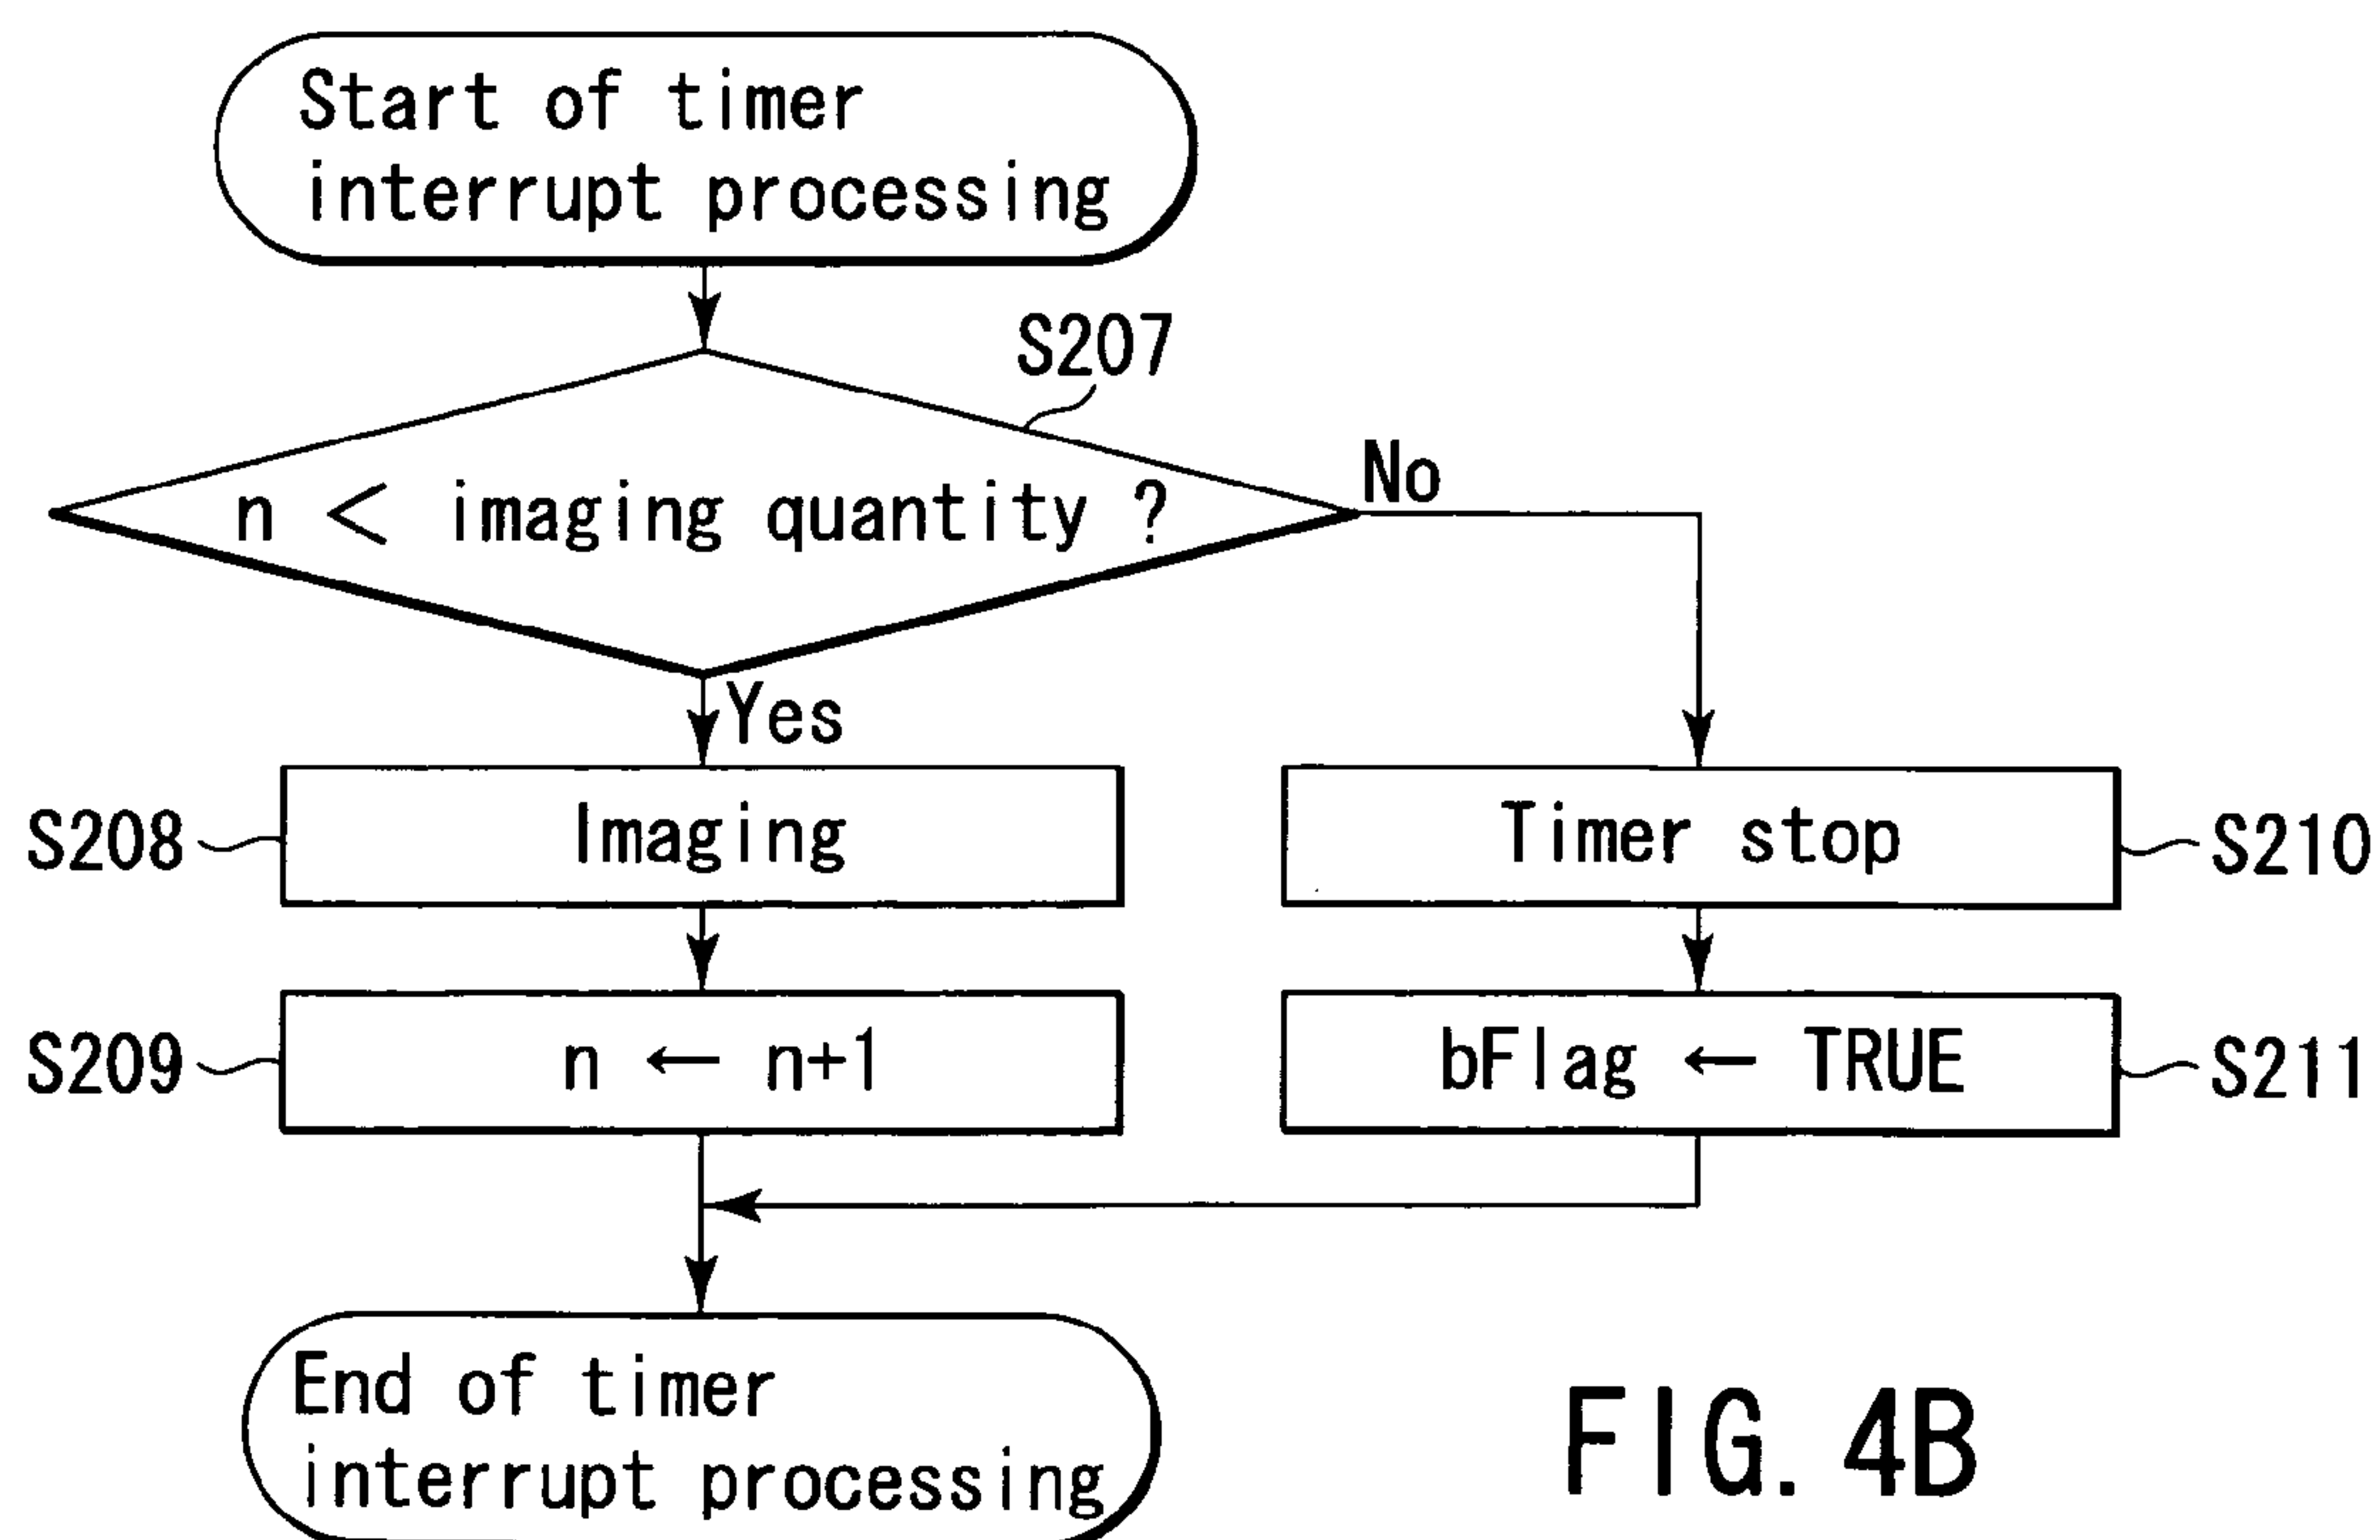 Start of timer
interrupt processing
S207
n < imaging quantity ?
No
Yes
S208
Imaging
Timer stop
S210
S209
n ← n+1
bFlag ← TRUE
S211
End of timer
interrupt processing
FIG. 4B